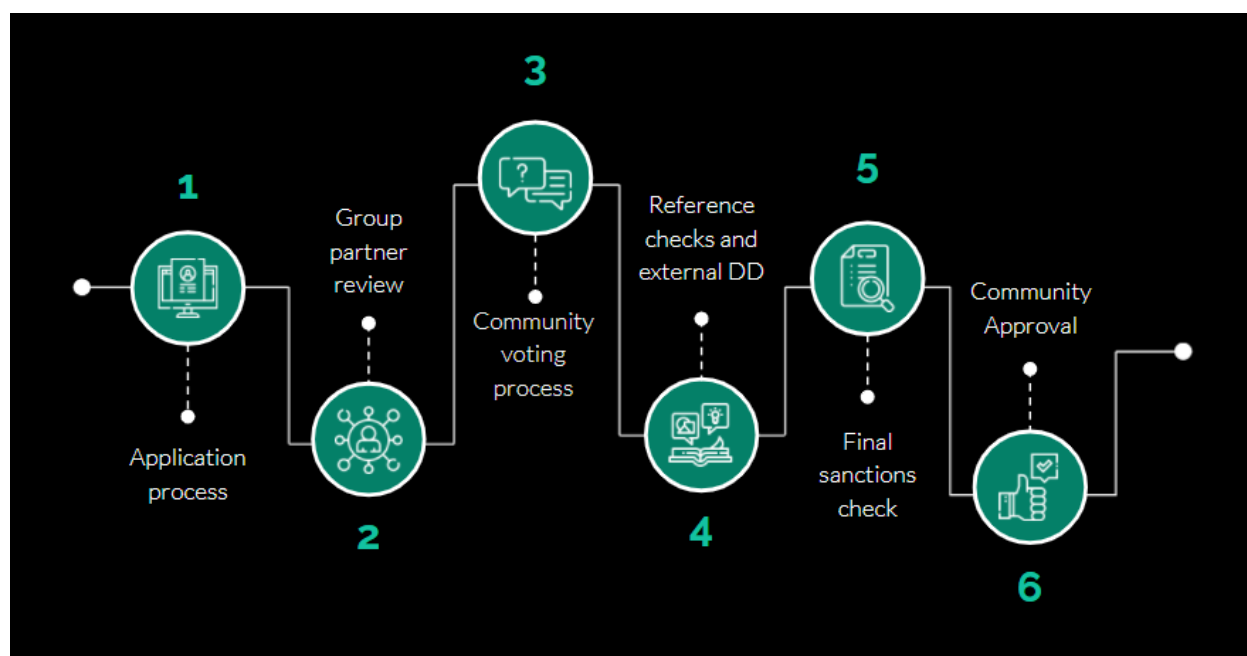 1
Application
process
Group
partner
review
2
3
Community
voting
process
Reference
checks and
external DD
4
5
Final
sanctions
check
Community
Approval
6